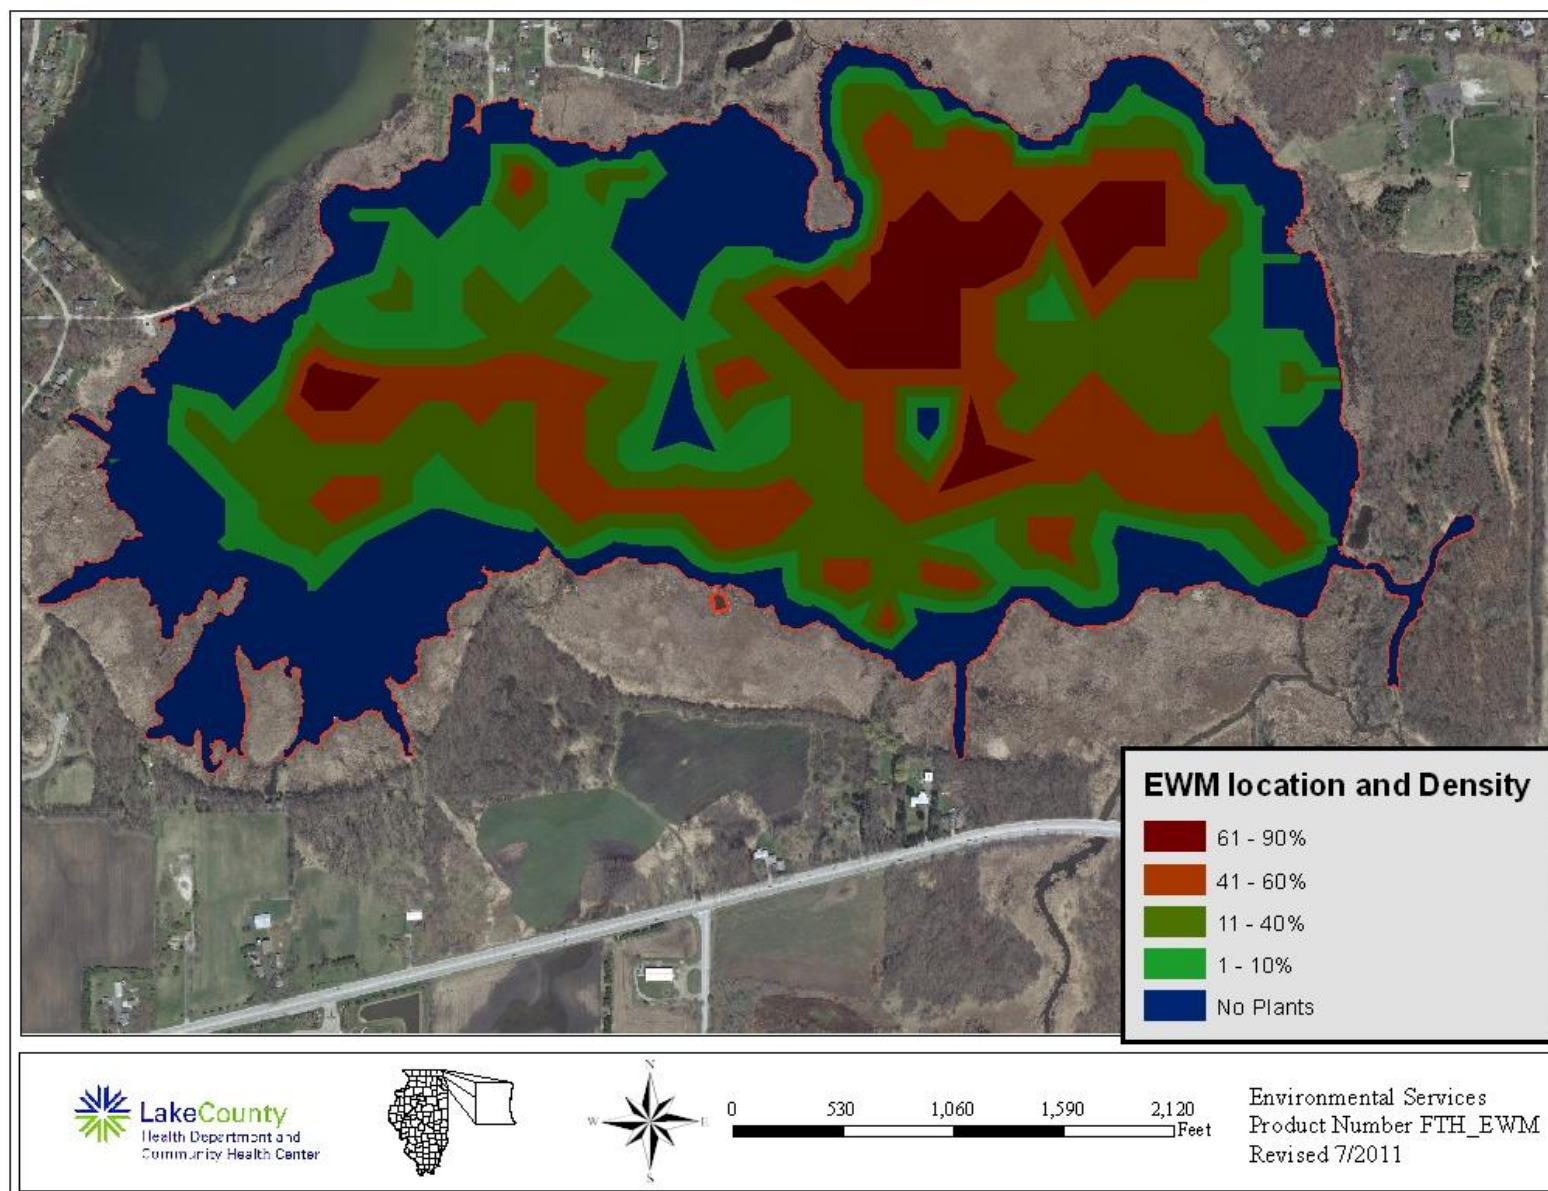 EWM location and Density
61 - 90%
41 - 60%
11 - 40%
1 - 10%
No Plants
LakeCounty
Health Department and
Community Health Center
N
W E
S
0 530 1,060 1,590 2,120
Feet
Environmental Services
Product Number FTH_EWM
Revised 7/2011